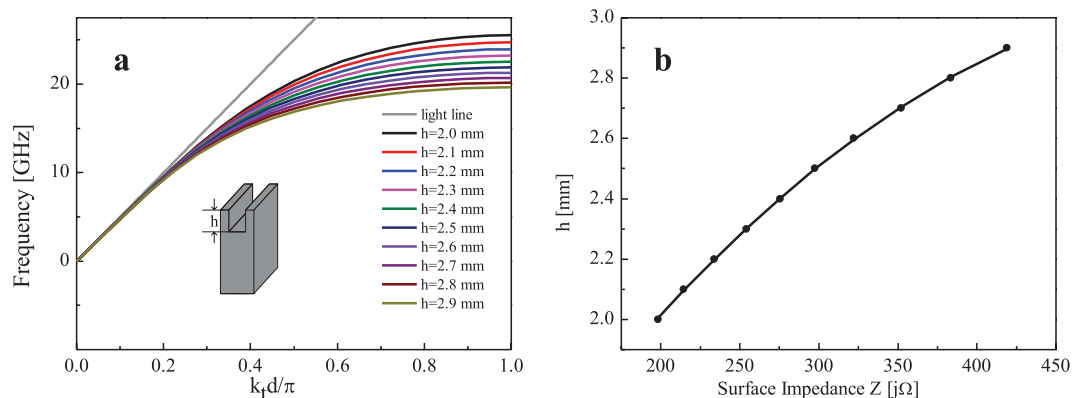 a
Frequency [GHz]
20
10
0
0.0 0.2 0.4 0.6 0.8 1.0
k_t d/π
light line
h=2.0 mm
h=2.1 mm
h=2.2 mm
h=2.3 mm
h=2.4 mm
h=2.5 mm
h=2.6 mm
h=2.7 mm
h=2.8 mm
h=2.9 mm
h
b
h [mm]
3.0
2.8
2.6
2.4
2.2
2.0
200 250 300 350 400 450
Surface Impedance Z [jΩ]